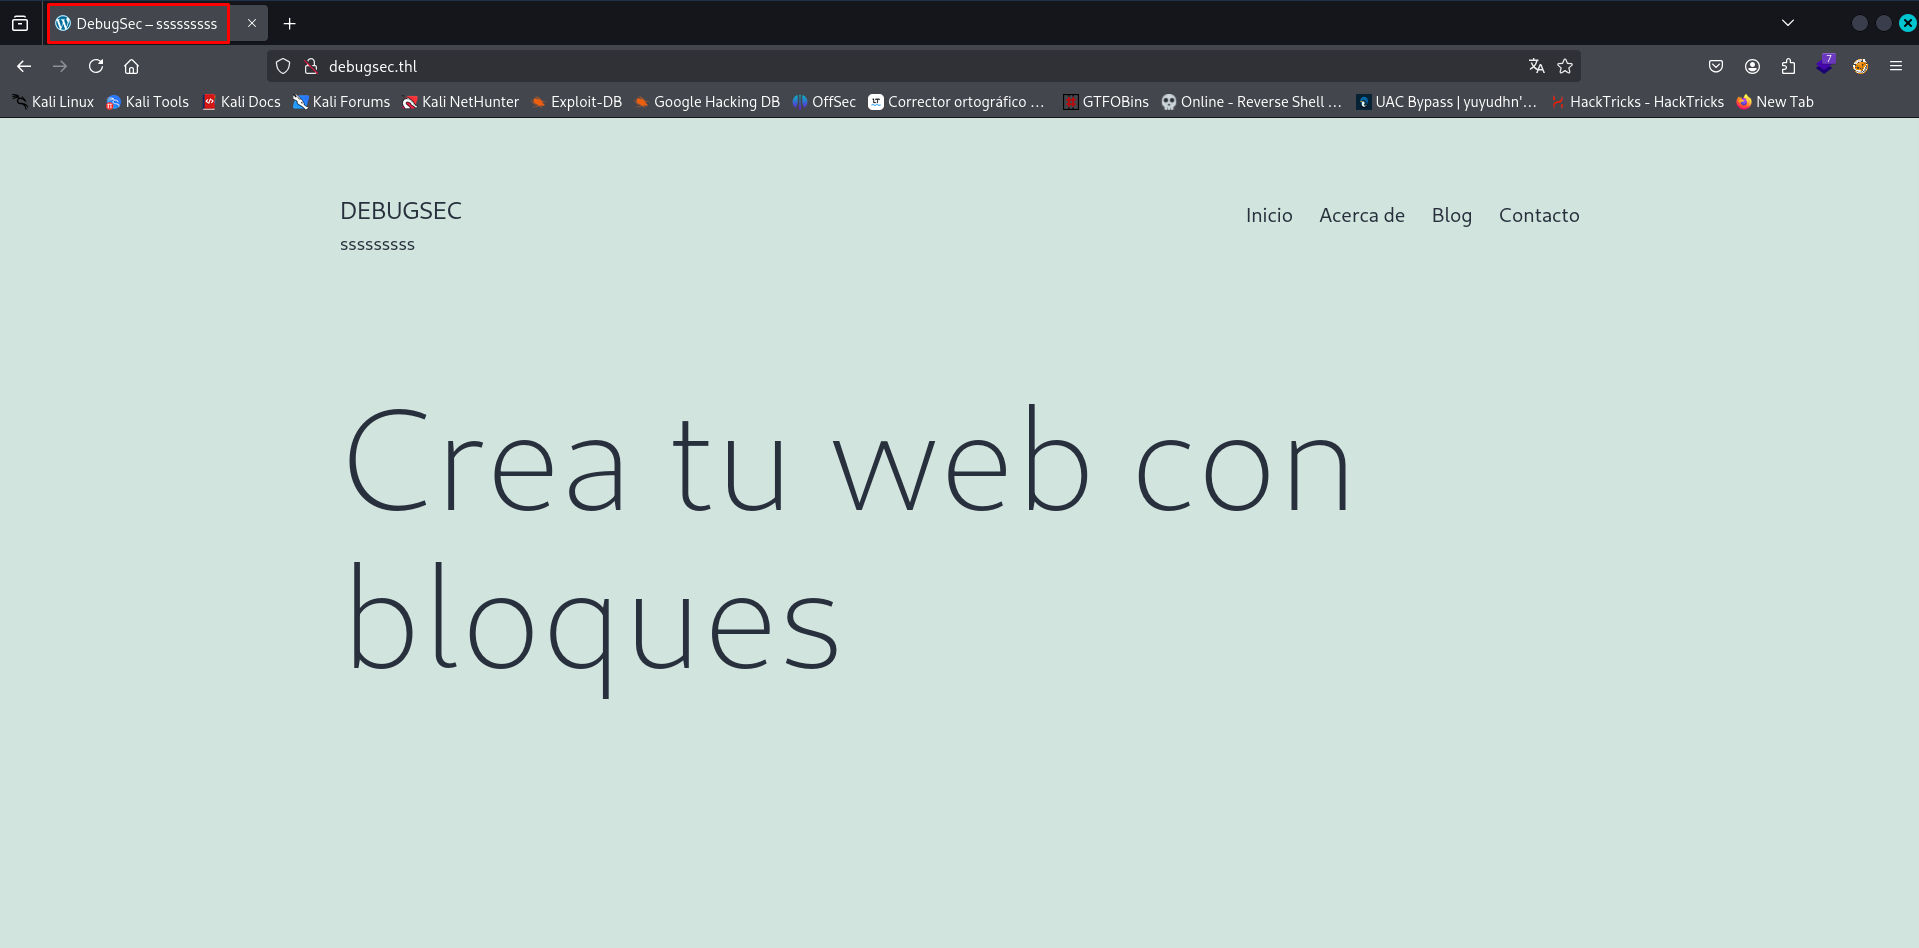 DebugSec – sssssssss
debugsec.thl
7
Kali Linux Kali Tools Kali Docs Kali Forums Kali NetHunter Exploit-DB Google Hacking DB OffSec Corrector ortográfico … GTFOBins Online - Reverse Shell … UAC Bypass | yuyudhn'… HackTricks - HackTricks New Tab
DEBUGSEC
sssssssss
Inicio Acerca de Blog Contacto
Crea tu web con
bloques